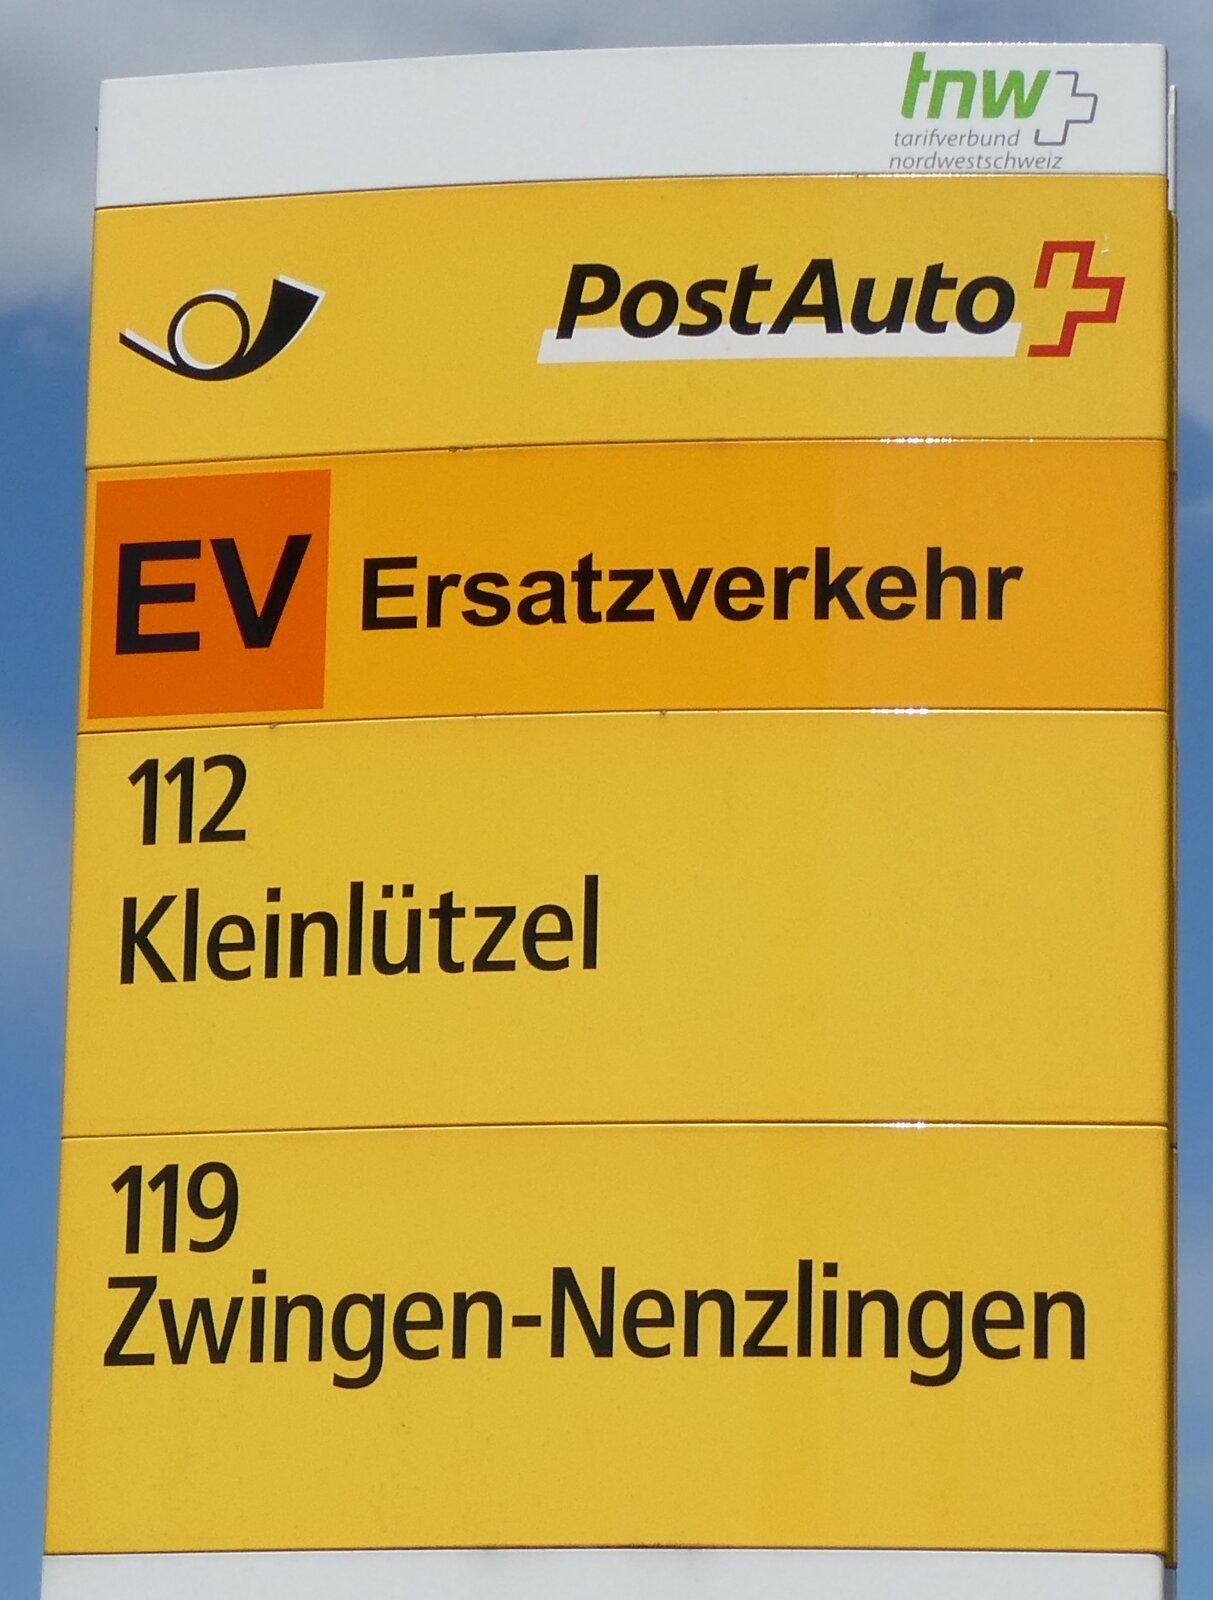 tnw
tarifverbund
nordwestschweiz
PostAuto
EV Ersatzverkehr
112
Kleinlützel
119
Zwingen-Nenzlingen